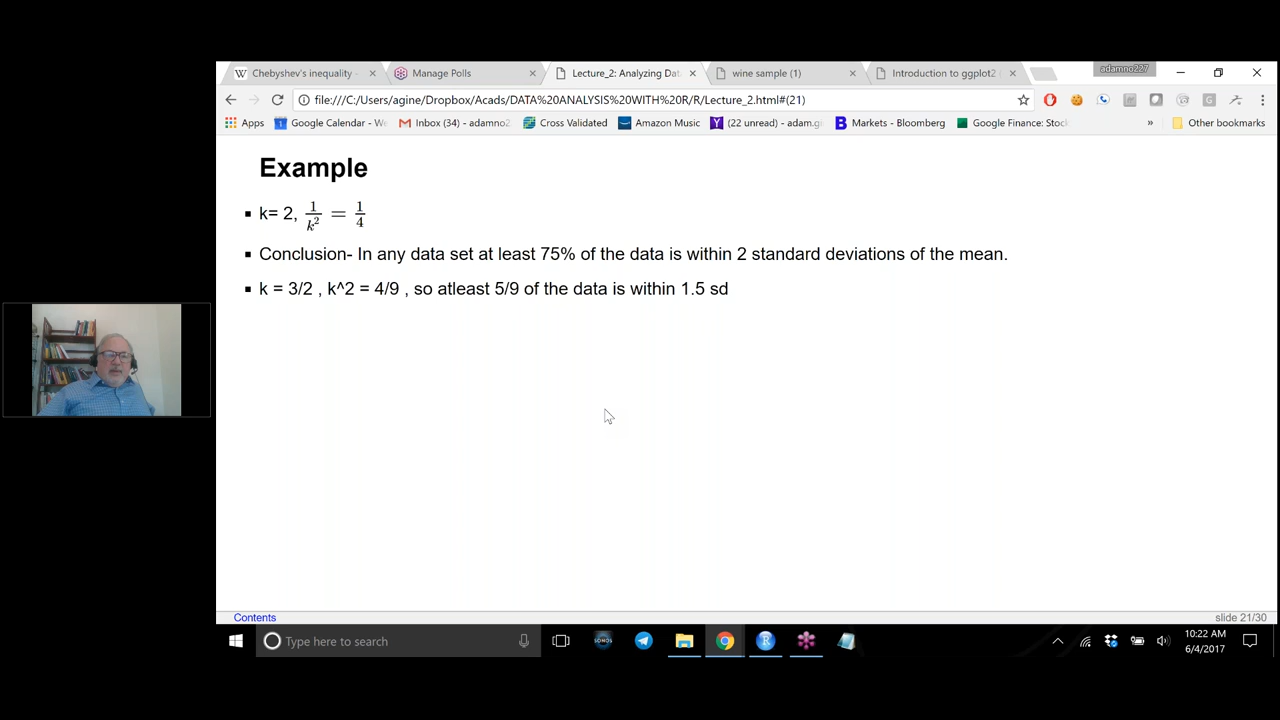 Chebyshev's inequality
Manage Polls
Lecture_2: Analyzing Dat
wine sample (1)
Introduction to ggplot2
adamno227
file:///C:/Users/agine/Dropbox/Acads/DATA%20ANALYSIS%20WITH%20R/R/Lecture_2.html#(21)
Apps
Google Calendar - We
Inbox (34) - adamno2
Cross Validated
Amazon Music
(22 unread) - adam.g
Markets - Bloomberg
Google Finance: Stock
»
Other bookmarks
Example
k= 2, 1/k² = 1/4
Conclusion- In any data set at least 75% of the data is within 2 standard deviations of the mean.
k = 3/2 , k^2 = 4/9 , so atleast 5/9 of the data is within 1.5 sd
Contents
slide 21/30
Type here to search
SONOS
10:22 AM
6/4/2017